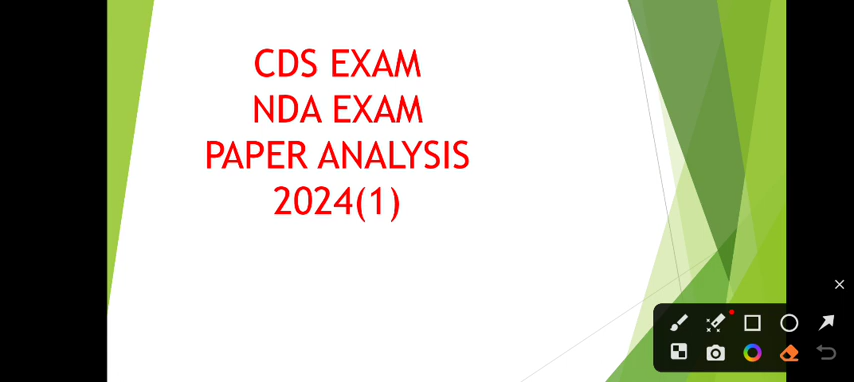 CDS EXAM
NDA EXAM
PAPER ANALYSIS
2024(1)